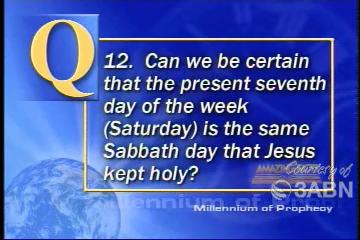 Q
12. Can we be certain
that the present seventh
day of the week
(Saturday) is the same
Sabbath day that Jesus
kept holy?
Courtesy of
3ABN
Millennium of Prophecy